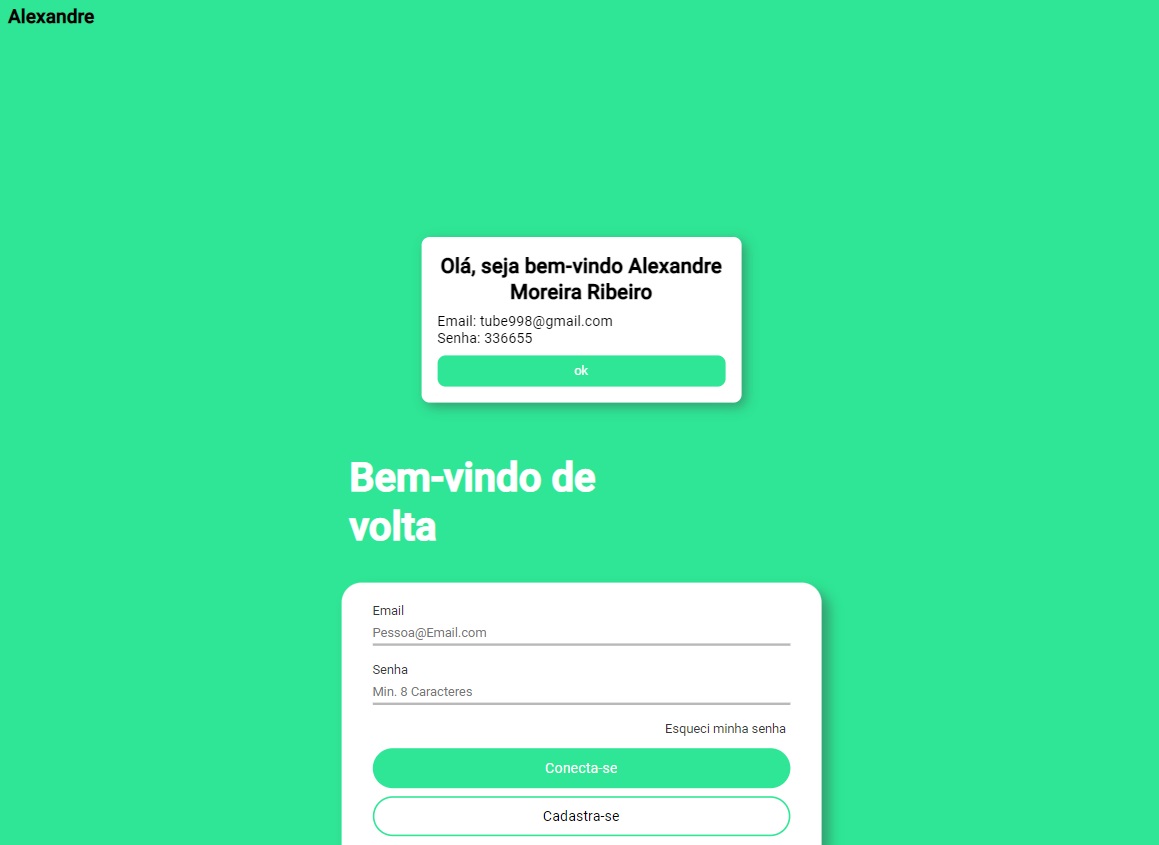 Alexandre
Olá, seja bem-vindo Alexandre
Moreira Ribeiro
Email: tube998@gmail.com
Senha: 336655
ok
Bem-vindo de
volta
Email
Pessoa@Email.com
Senha
Min. 8 Caracteres
Esqueci minha senha
Conecta-se
Cadastra-se